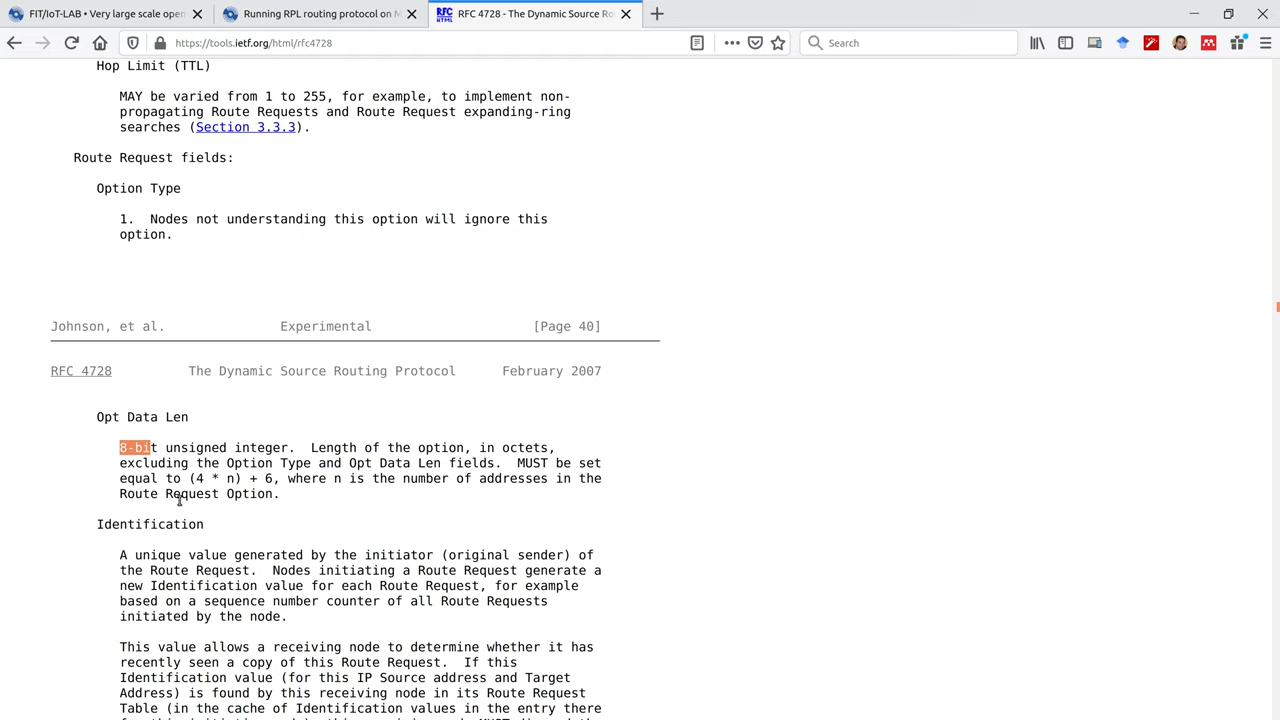 FIT/IoT-LAB • Very large scale open
Running RPL routing protocol on M
RFC 4728 - The Dynamic Source Ro
https://tools.ietf.org/html/rfc4728
Search
Hop Limit (TTL)
MAY be varied from 1 to 255, for example, to implement non-
propagating Route Requests and Route Request expanding-ring
searches (Section 3.3.3).
Route Request fields:
Option Type
1.  Nodes not understanding this option will ignore this
option.
Johnson, et al. Experimental [Page 40]
RFC 4728 The Dynamic Source Routing Protocol February 2007
Opt Data Len
8-bit unsigned integer.  Length of the option, in octets,
excluding the Option Type and Opt Data Len fields.  MUST be set
equal to (4 * n) + 6, where n is the number of addresses in the
Route Request Option.
Identification
A unique value generated by the initiator (original sender) of
the Route Request.  Nodes initiating a Route Request generate a
new Identification value for each Route Request, for example
based on a sequence number counter of all Route Requests
initiated by the node.
This value allows a receiving node to determine whether it has
recently seen a copy of this Route Request.  If this
Identification value (for this IP Source address and Target
Address) is found by this receiving node in its Route Request
Table (in the cache of Identification values in the entry there